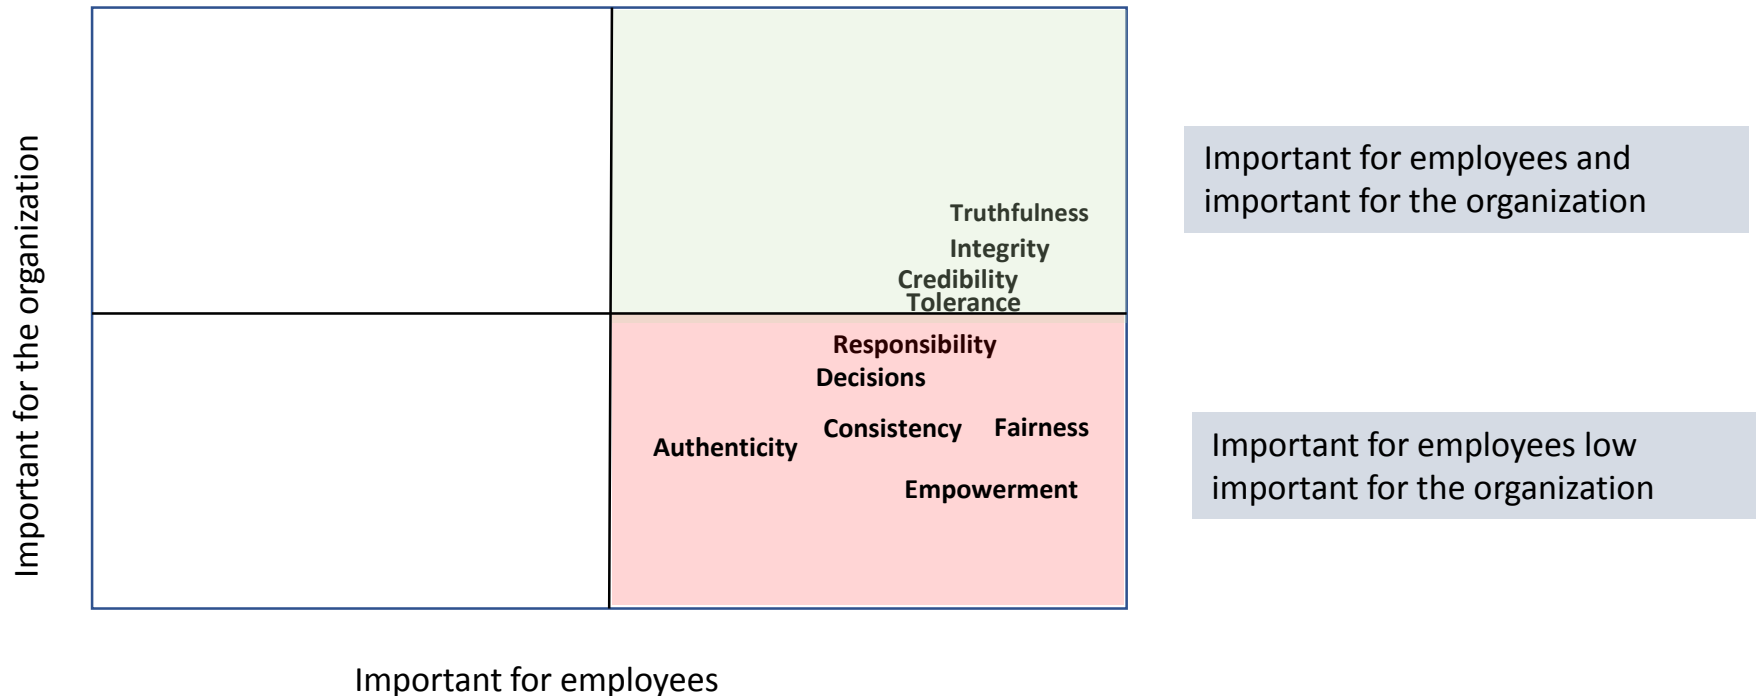 Important for the organization
Truthfulness
Integrity
Credibility
Tolerance
Responsibility
Decisions
Consistency
Fairness
Authenticity
Empowerment
Important for employees
Important for employees and
important for the organization
Important for employees low
important for the organization